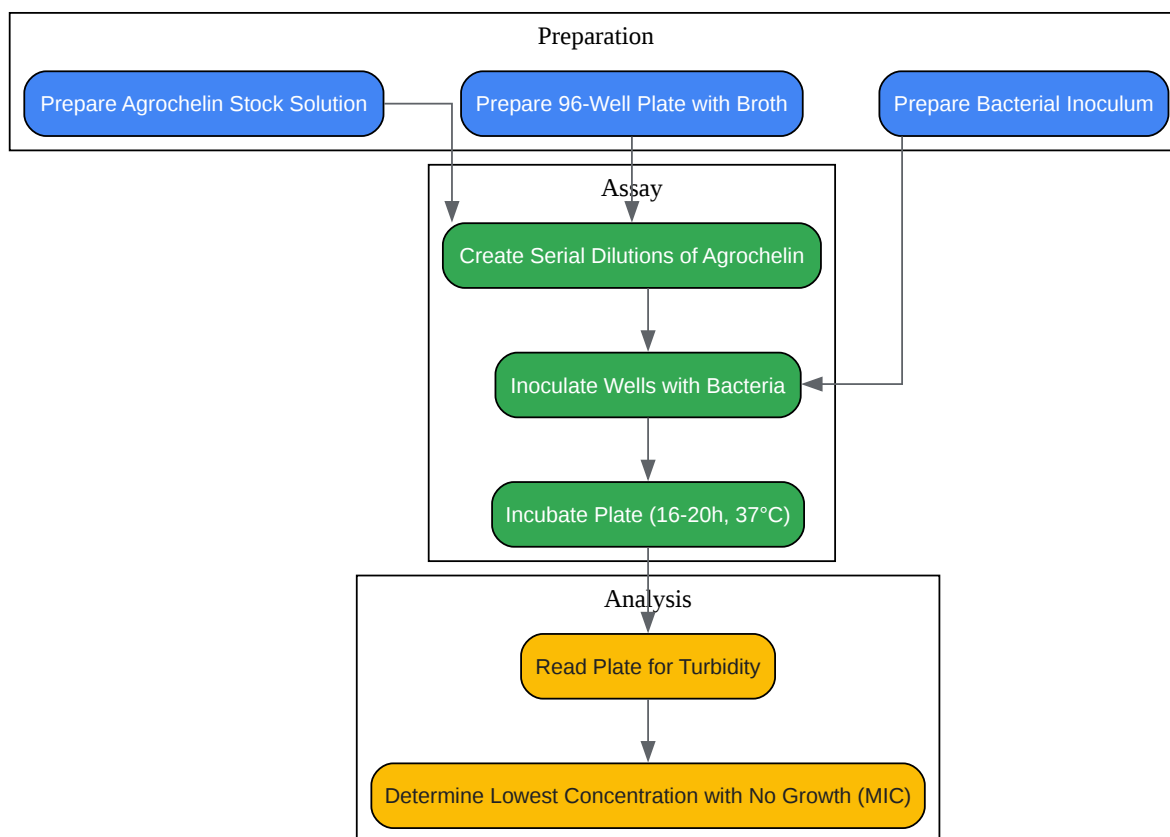 Preparation
Prepare Agrochelin Stock Solution
Prepare 96-Well Plate with Broth
Prepare Bacterial Inoculum
Assay
Create Serial Dilutions of Agrochelin
Inoculate Wells with Bacteria
Incubate Plate (16-20h, 37°C)
Analysis
Read Plate for Turbidity
Determine Lowest Concentration with No Growth (MIC)